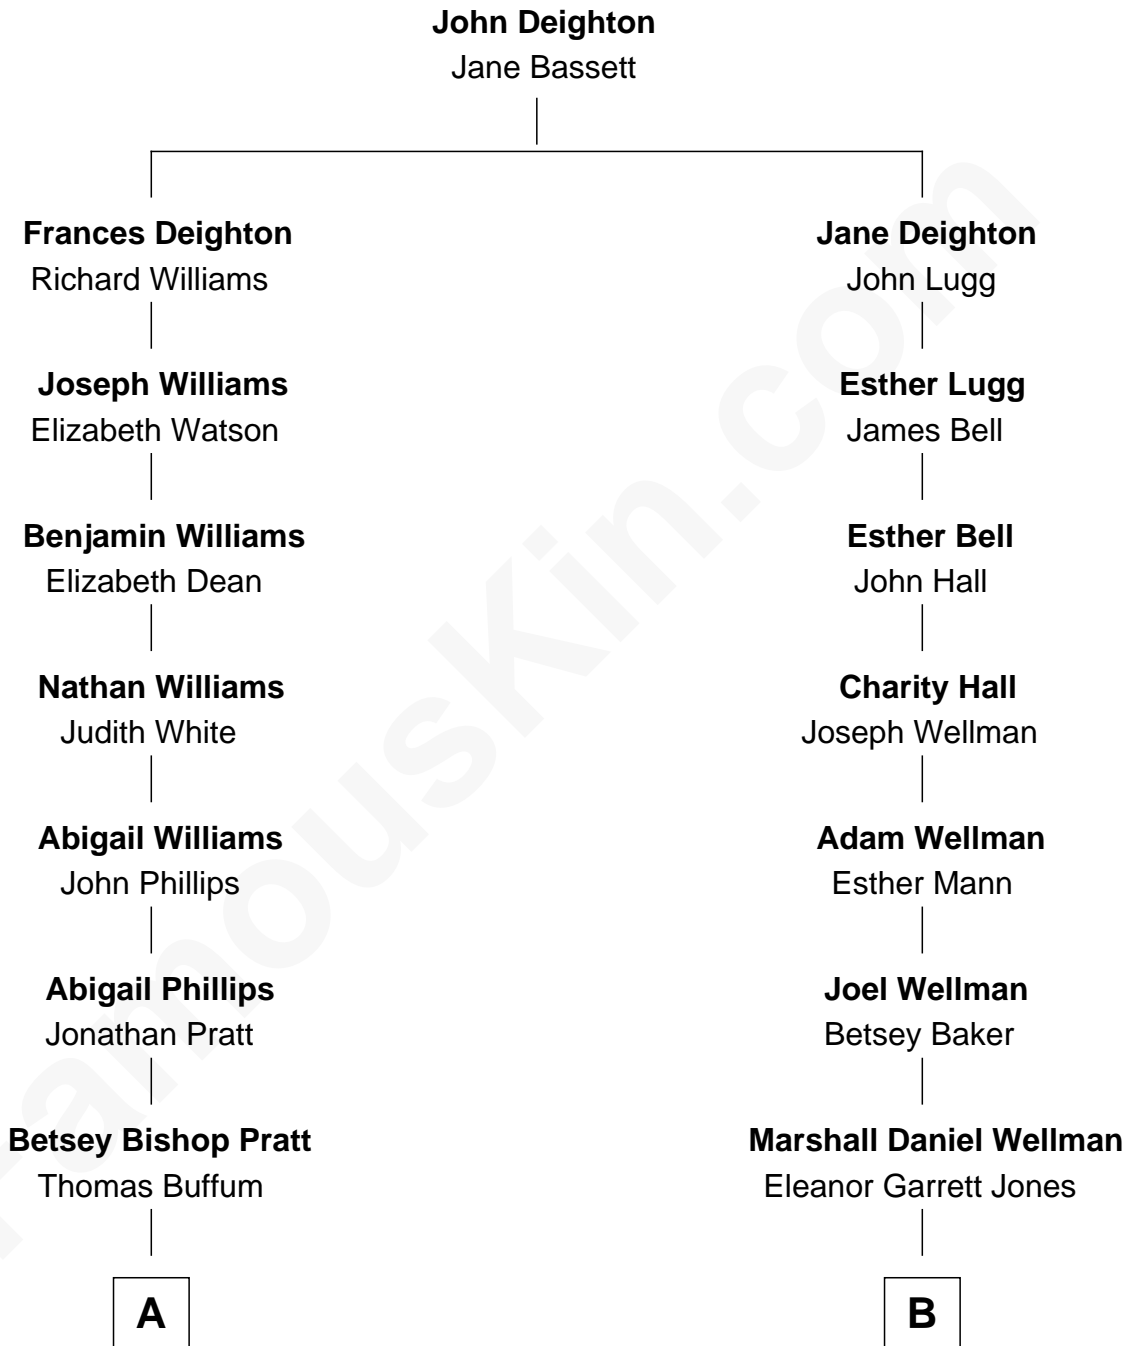 John Deighton
Jane Bassett
Frances Deighton
Richard Williams
Jane Deighton
John Lugg
Joseph Williams
Elizabeth Watson
Esther Lugg
James Bell
Benjamin Williams
Elizabeth Dean
Esther Bell
John Hall
Nathan Williams
Judith White
Charity Hall
Joseph Wellman
Abigail Williams
John Phillips
Adam Wellman
Esther Mann
Abigail Phillips
Jonathan Pratt
Joel Wellman
Betsey Baker
Betsey Bishop Pratt
Thomas Buffum
Marshall Daniel Wellman
Eleanor Garrett Jones
A
B
FamousKin.com